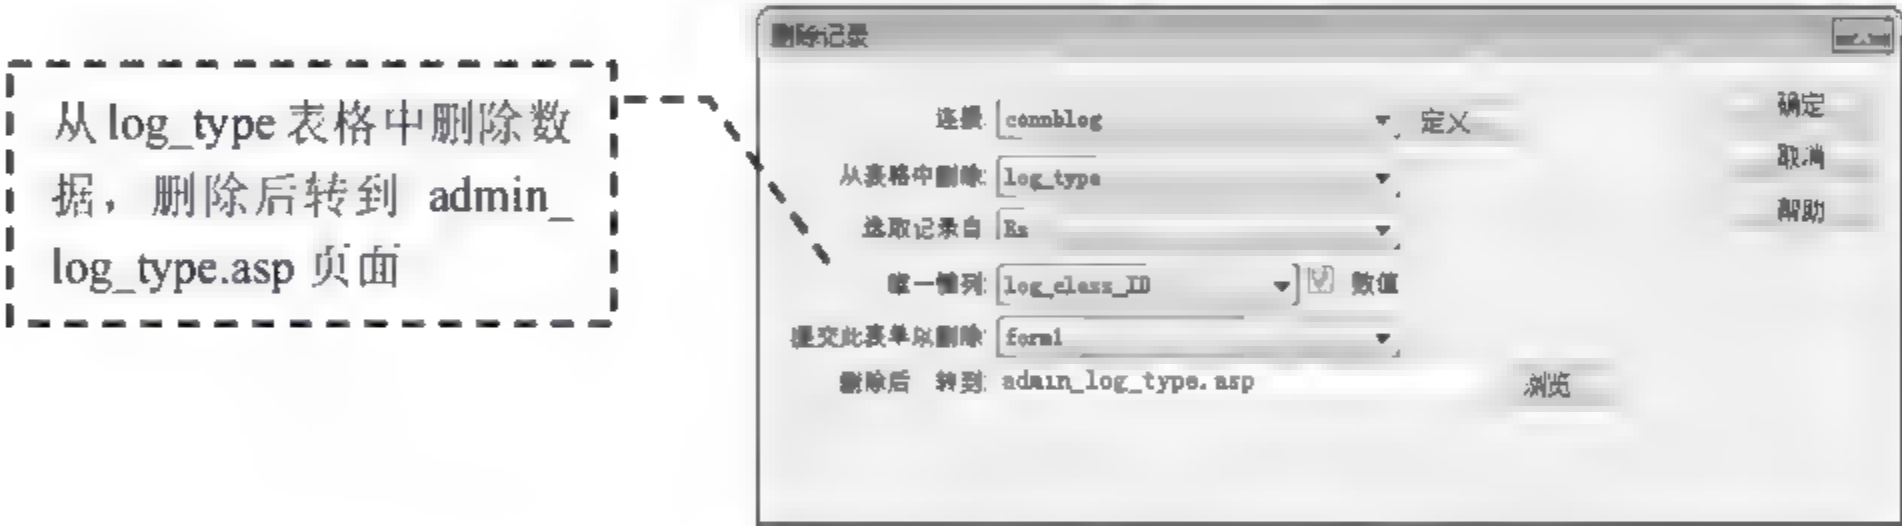 从 log_type 表格中删除数
据，删除后转到 admin_
log_type.asp 页面
删除记录
连接: connblog 定义 确定
取消
从表格中删除: log_type
选取记录自: Rs 帮助
唯一键列: log_class_ID 数值
提交此表单以删除: form1
删除后，转到: admin_log_type.asp 浏览